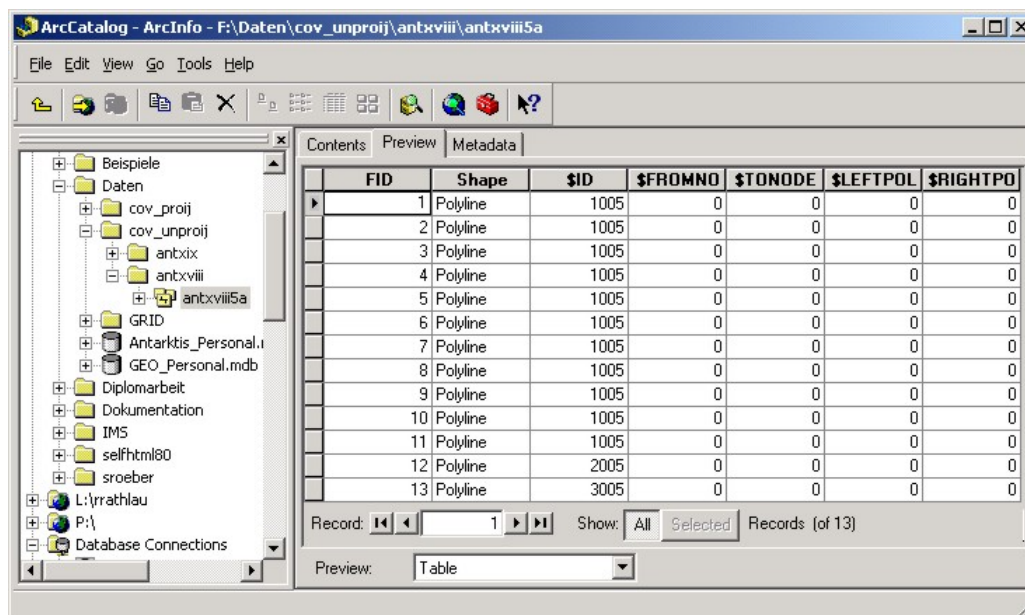 ArcCatalog - ArcInfo - F:\Daten\cov_unproij\antxviii\antxviii5a
File Edit View Go Tools Help
Beispiele
Daten
cov_proij
cov_unproij
antxix
antxviii
antxviii5a
GRID
Antarktis_Personal.
GEO_Personal.mdb
Diplomarbeit
Dokumentation
IMS
selfhtml80
sroeber
L:\rrathlau
P:\
Database Connections
Contents Preview Metadata
FID Shape $ID $FROMNO $TONODE $LEFTPOL $RIGHTPO
1 Polyline 1005 0 0 0 0
2 Polyline 1005 0 0 0 0
3 Polyline 1005 0 0 0 0
4 Polyline 1005 0 0 0 0
5 Polyline 1005 0 0 0 0
6 Polyline 1005 0 0 0 0
7 Polyline 1005 0 0 0 0
8 Polyline 1005 0 0 0 0
9 Polyline 1005 0 0 0 0
10 Polyline 1005 0 0 0 0
11 Polyline 1005 0 0 0 0
12 Polyline 2005 0 0 0 0
13 Polyline 3005 0 0 0 0
Record: 1 Show: All Selected Records (of 13)
Preview: Table